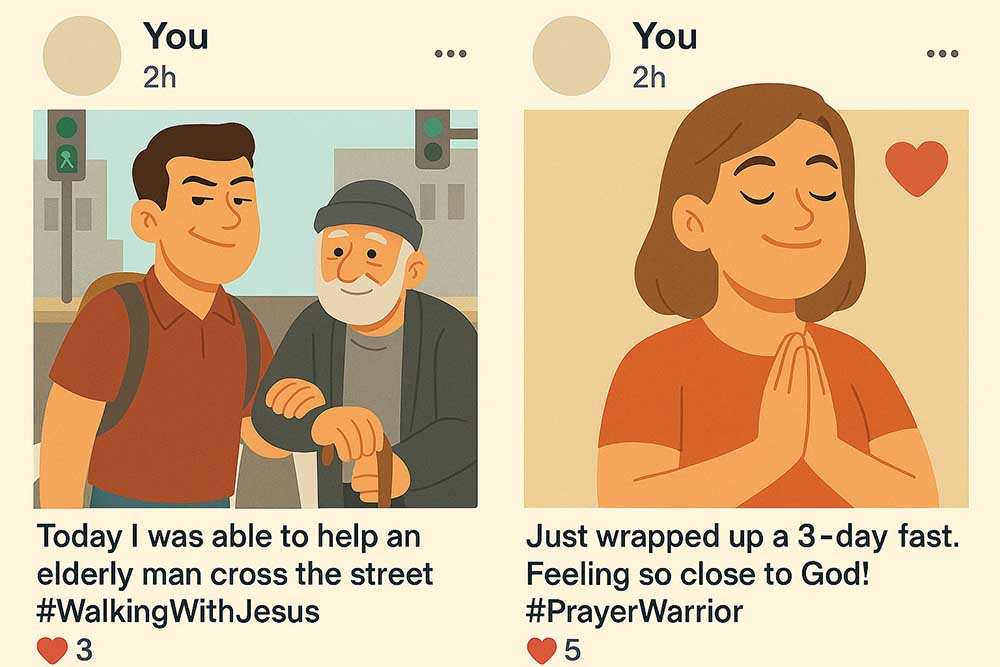 You
2h
Today I was able to help an
elderly man cross the street
#WalkingWithJesus
3
You
2h
Just wrapped up a 3-day fast.
Feeling so close to God!
#PrayerWarrior
5